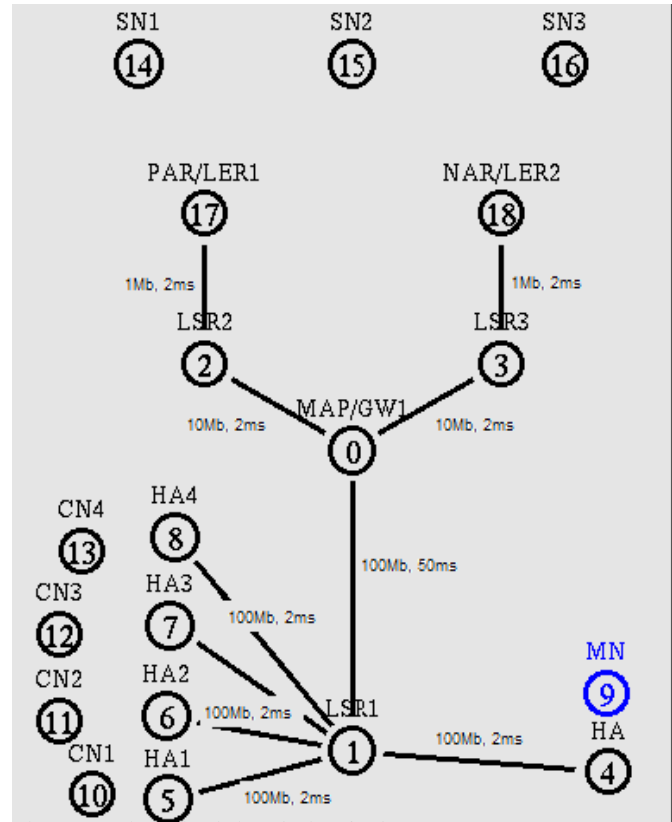 SN1 SN2 SN3
14 15 16
PAR/LER1 NAR/LER2
17 18
1Mb, 2ms 1Mb, 2ms
LSR2 LSR3
2 3
MAP/GW1
10Mb, 2ms 10Mb, 2ms
0
HA4
CN4
8
13
100Mb, 50ms
HA3
CN3
100Mb, 2ms
7
12
MN
HA2
CN2
9
LSR1
100Mb, 2ms
6
11
HA
100Mb, 2ms
1
CN1 HA1
4
10 5
100Mb, 2ms